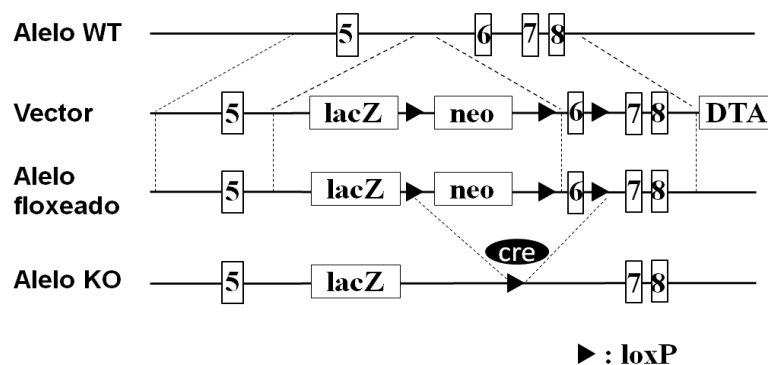 Alelo WT 5 6 7 8
Vector 5 lacZ neo 6 7 8 DTA
Alelo
floxeado 5 lacZ neo 6 7 8
cre
Alelo KO 5 lacZ 7 8
: loxP